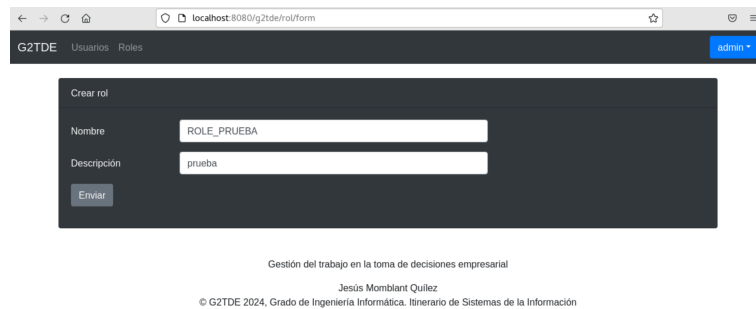 localhost:8080/g2tde/rol/form
G2TDE Usuarios Roles admin
Crear rol
Nombre ROLE_PRUEBA
Descripción prueba
Enviar
Gestión del trabajo en la toma de decisiones empresarial
Jesús Momblant Quílez
© G2TDE 2024, Grado de Ingeniería Informática. Itinerario de Sistemas de la Información